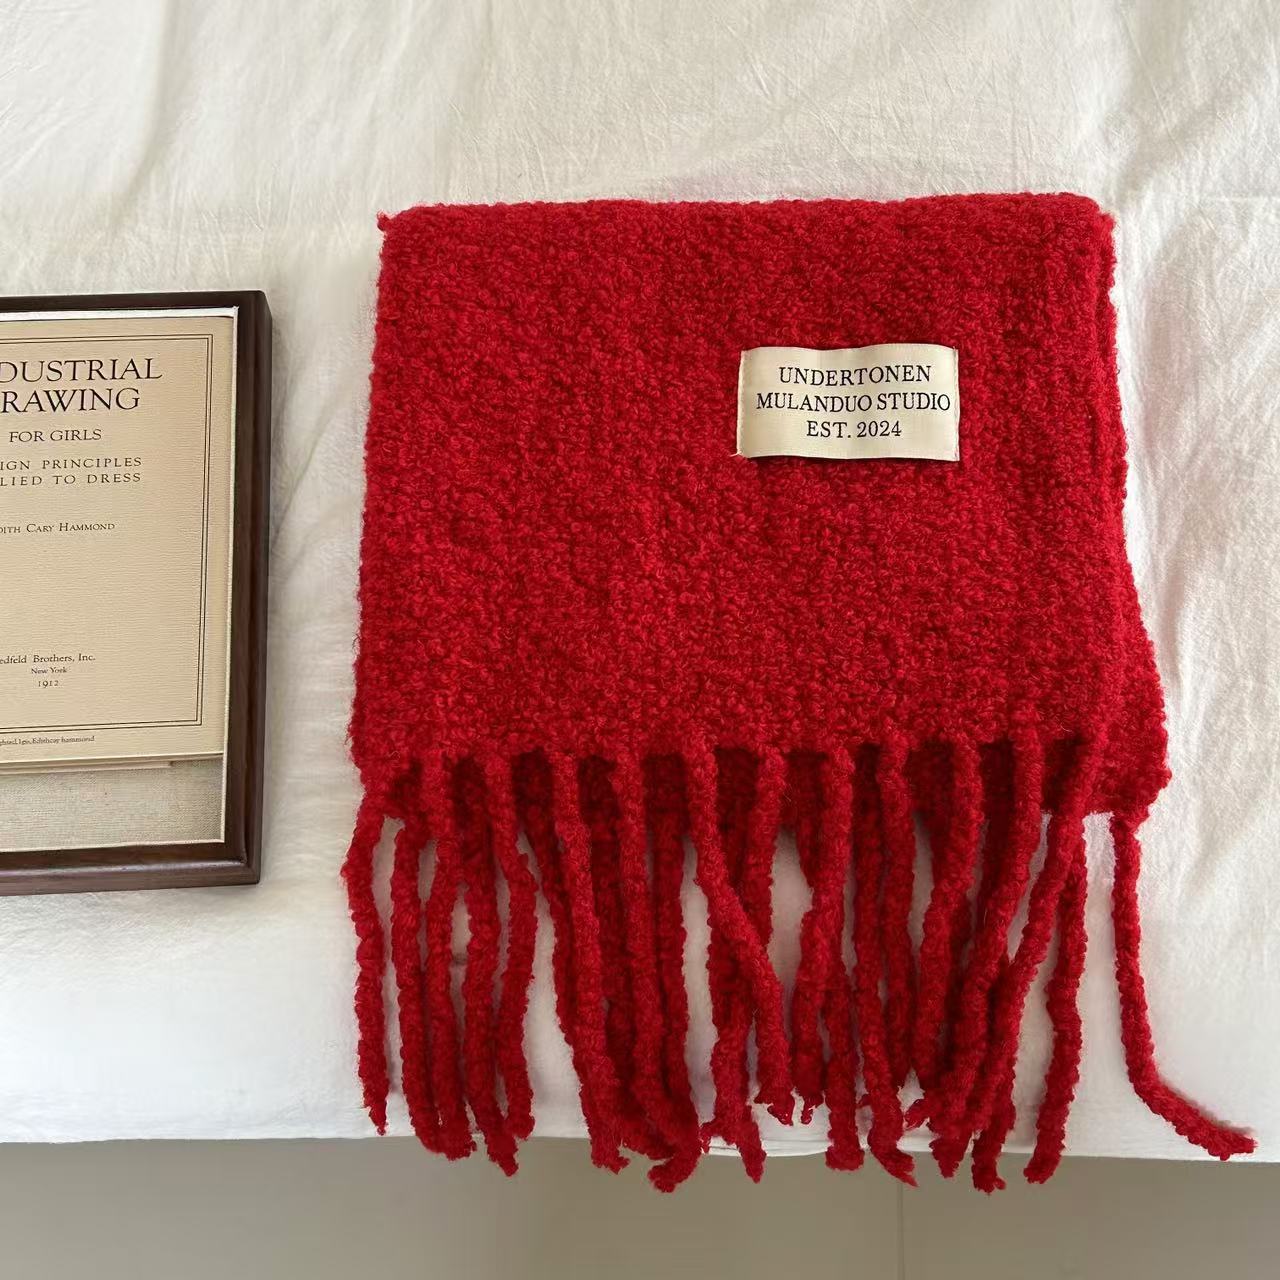 DUSTRIAL
RAWING
FOR GIRLS
IGN PRINCIPLES
LIED TO DRESS
DITH CARY HAMMOND
edfeld Brothers, Inc.
New York
1912
UNDERTONEN
MULANDUO STUDIO
EST. 2024